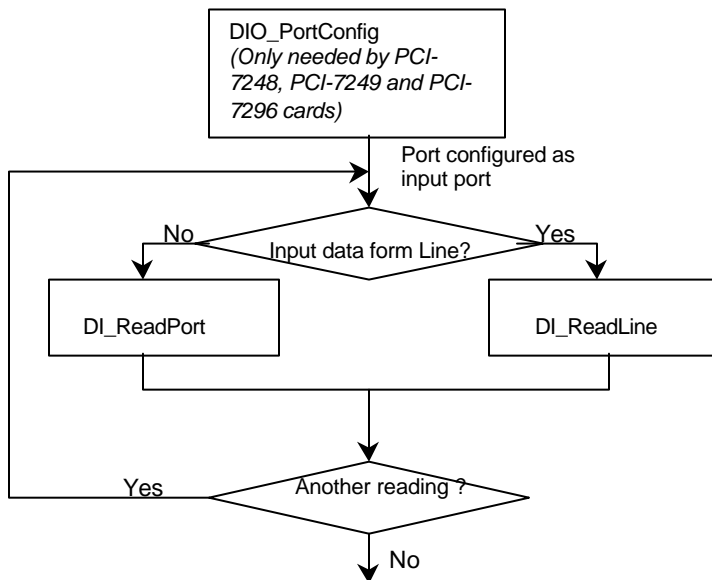 DIO_PortConfig
(Only needed by PCI-
7248, PCI-7249 and PCI-
7296 cards)
Port configured as
input port
No
Yes
Input data form Line?
DI_ReadPort
DI_ReadLine
Yes
Another reading ?
No